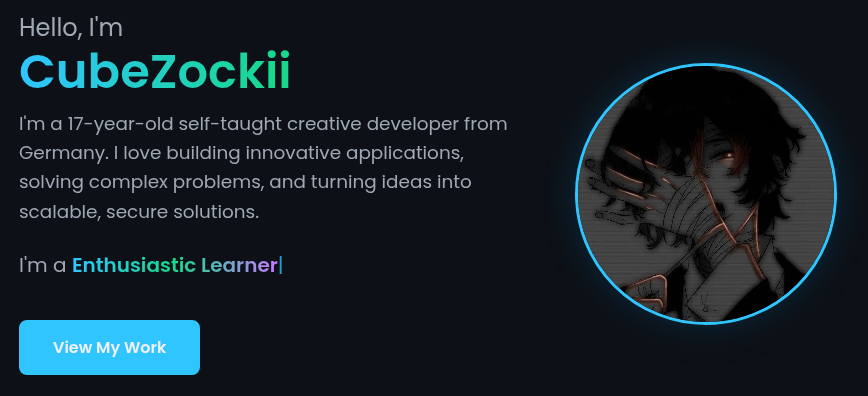 Hello, I'm
CubeZockii
I'm a 17-year-old self-taught creative developer from
Germany. I love building innovative applications,
solving complex problems, and turning ideas into
scalable, secure solutions.
I'm a Enthusiastic Learner|
View My Work